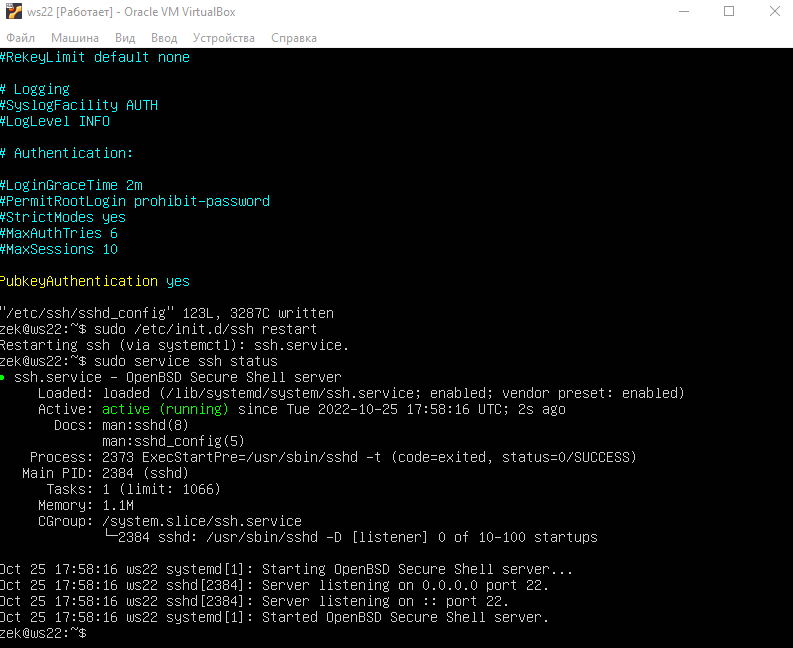 ws22 [Работает] - Oracle VM VirtualBox
Файл Машина Вид Ввод Устройства Справка
#RekeyLimit default none
# Logging
#SyslogFacility AUTH
#LogLevel INFO
# Authentication:
#LoginGraceTime 2m
#PermitRootLogin prohibit-password
#StrictModes yes
#MaxAuthTries 6
#MaxSessions 10
PubkeyAuthentication yes
"/etc/ssh/sshd_config" 123L, 3287C written
zek@ws22:~$ sudo /etc/init.d/ssh restart
Restarting ssh (via systemctl): ssh.service.
zek@ws22:~$ sudo service ssh status
● ssh.service - OpenBSD Secure Shell server
Loaded: loaded (/lib/systemd/system/ssh.service; enabled; vendor preset: enabled)
Active: active (running) since Tue 2022-10-25 17:58:16 UTC; 2s ago
Docs: man:sshd(8)
man:sshd_config(5)
Process: 2373 ExecStartPre=/usr/sbin/sshd -t (code=exited, status=0/SUCCESS)
Main PID: 2384 (sshd)
Tasks: 1 (limit: 1066)
Memory: 1.1M
CGroup: /system.slice/ssh.service
└─2384 sshd: /usr/sbin/sshd -D [listener] 0 of 10-100 startups
Oct 25 17:58:16 ws22 systemd[1]: Starting OpenBSD Secure Shell server...
Oct 25 17:58:16 ws22 sshd[2384]: Server listening on 0.0.0.0 port 22.
Oct 25 17:58:16 ws22 sshd[2384]: Server listening on :: port 22.
Oct 25 17:58:16 ws22 systemd[1]: Started OpenBSD Secure Shell server.
zek@ws22:~$